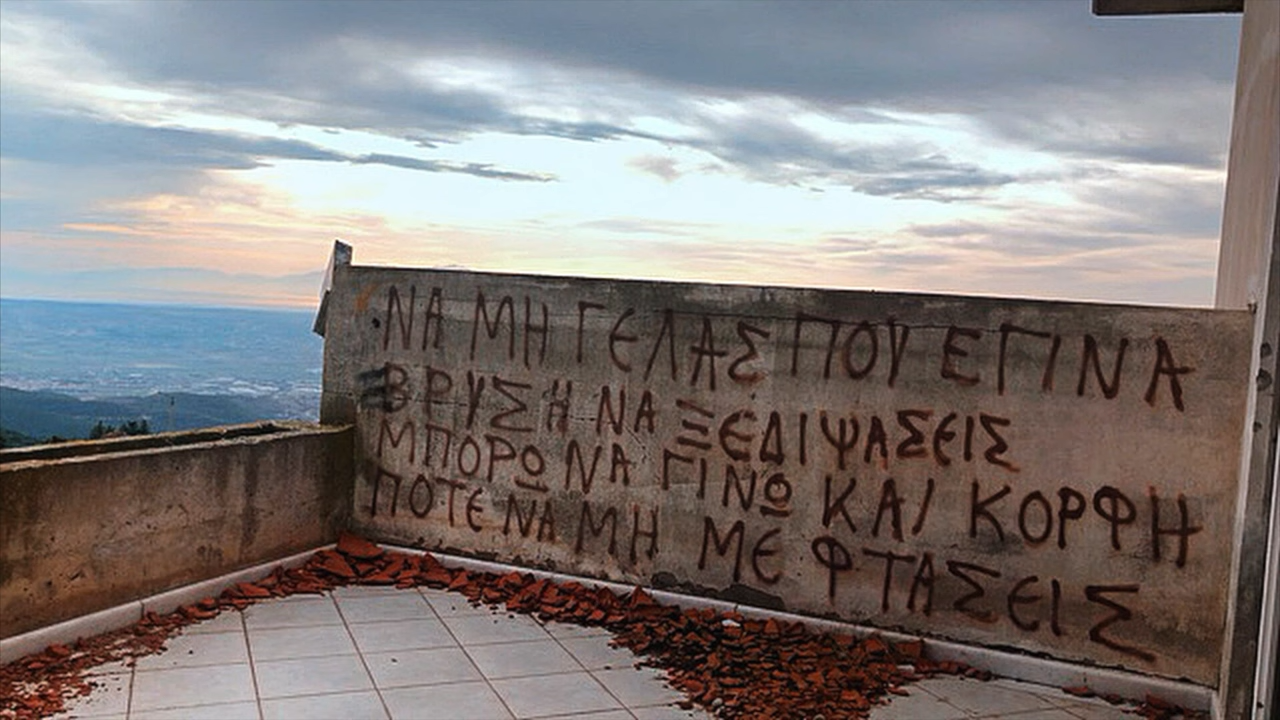 ΝΑ ΜΗ ΓΕΛΑΣ ΠΟΥ ΕΓΙΝΑ
ΒΡΥΣΗ ΝΑ ΞΕΔΙΨΑΣΕΙΣ
ΜΠΟΡΩ ΝΑ ΓΙΝΩ ΚΑΙ ΚΟΡΦΗ
ΠΟΤΕ ΝΑ ΜΗ ΜΕ ΦΤΑΣΕΙΣ